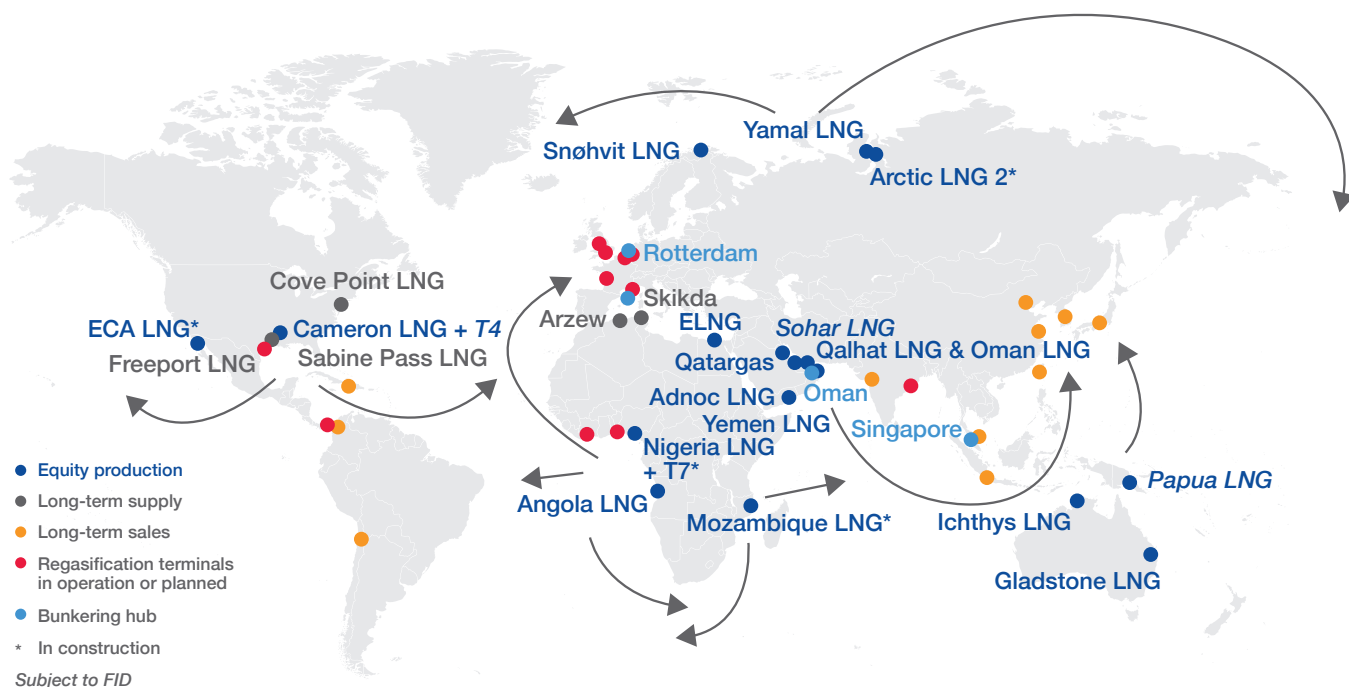 Yamal LNG
Snøhvit LNG
Arctic LNG 2*
Rotterdam
Cove Point LNG
Skikda
ECA LNG*
Cameron LNG + T4
Arzew
ELNG
Sohar LNG
Freeport LNG
Sabine Pass LNG
Qatargas
Qalhat LNG & Oman LNG
Adnoc LNG
Oman
Yemen LNG
Singapore
Nigeria LNG
+ T7*
Angola LNG
Mozambique LNG*
Papua LNG
Ichthys LNG
Gladstone LNG
Equity production
Long-term supply
Long-term sales
Regasification terminals
in operation or planned
Bunkering hub
* In construction
Subject to FID